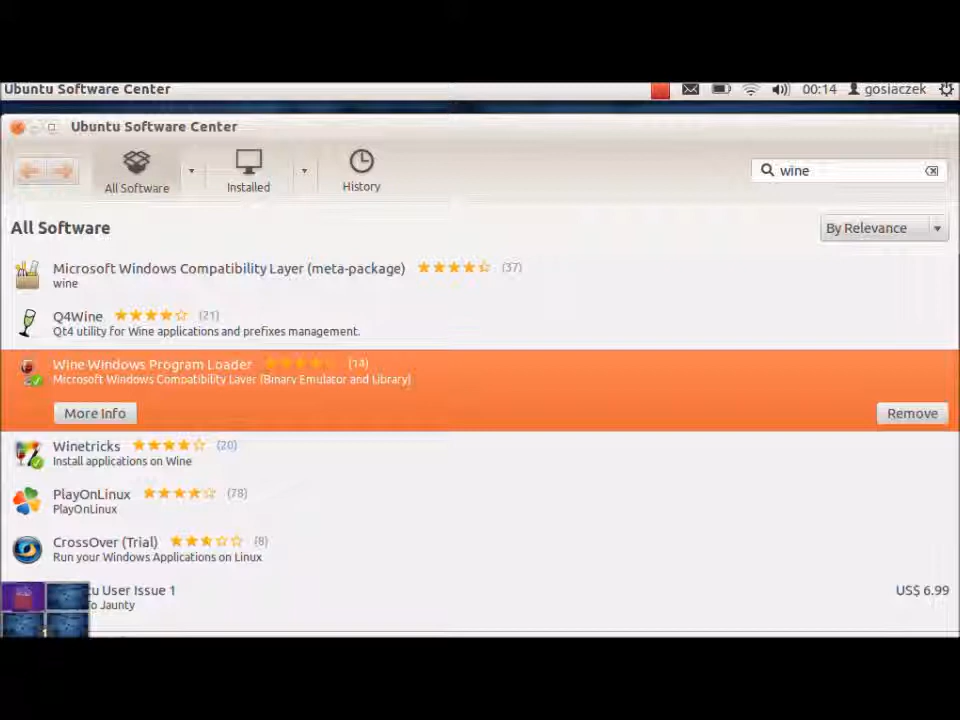 Ubuntu Software Center
00:14 gosiaczek
Ubuntu Software Center
All Software
Installed
History
wine
All Software
By Relevance
Microsoft Windows Compatibility Layer (meta-package) (37)
wine
Q4Wine (21)
Qt4 utility for Wine applications and prefixes management.
Wine Windows Program Loader (14)
Microsoft Windows Compatibility Layer (Binary Emulator and Library)
More Info
Remove
Winetricks (20)
Install applications on Wine
PlayOnLinux (78)
PlayOnLinux
CrossOver (Trial) (8)
Run your Windows Applications on Linux
User Issue 1 US$ 6.99
To Jaunty